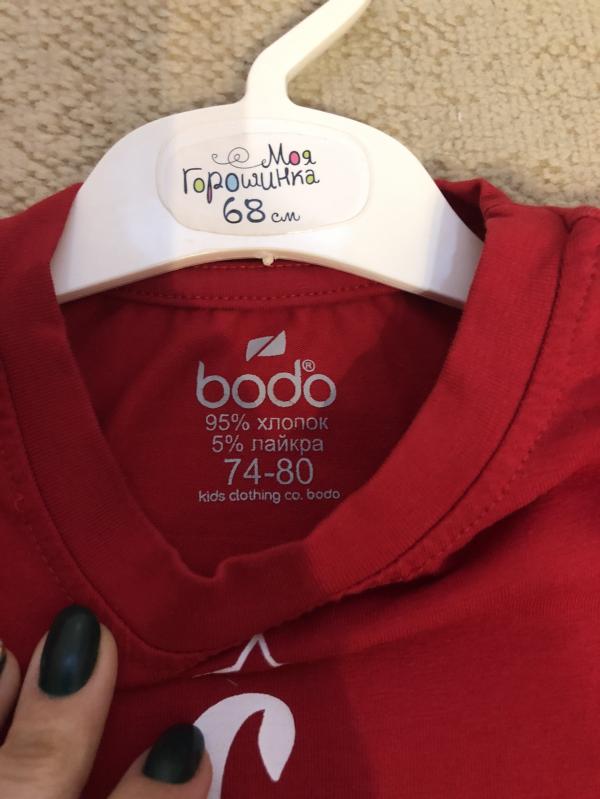 Моя
горошинка
68 см
bodo®
95% хлопок
5% лайкра
74-80
kids clothing co. bodo